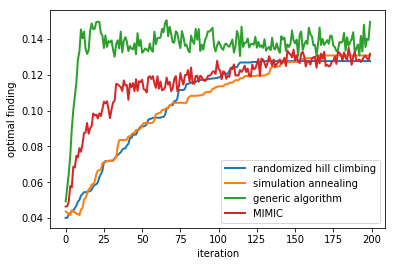 0.14
0.12
0.10
0.08
0.06
0.04
optimal finding
0
25
50
75
100
125
150
175
200
iteration
randomized hill climbing
simulation annealing
generic algorithm
MIMIC